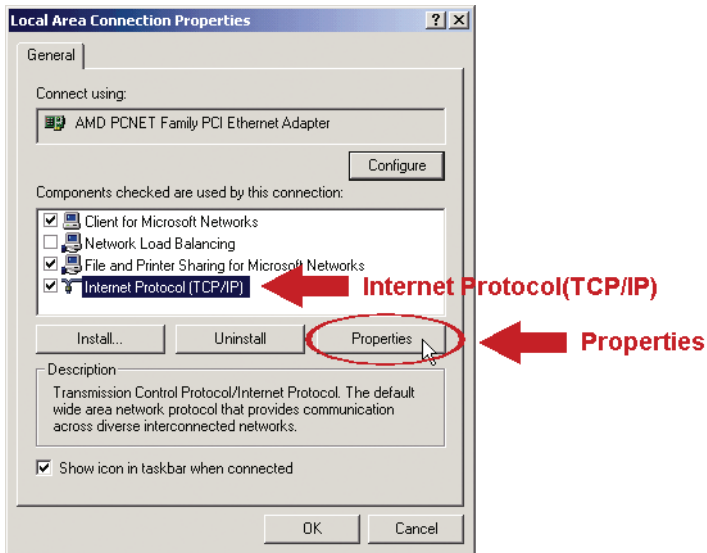 Local Area Connection Properties
General
Connect using:
AMD PCNET Family PCI Ethernet Adapter
Configure
Components checked are used by this connection:
Client for Microsoft Networks
Network Load Balancing
File and Printer Sharing for Microsoft Networks
Internet Protocol (TCP/IP)
Internet Protocol(TCP/IP)
Install...
Uninstall
Properties
Properties
Description
Transmission Control Protocol/Internet Protocol. The default
wide area network protocol that provides communication
across diverse interconnected networks.
Show icon in taskbar when connected
OK
Cancel